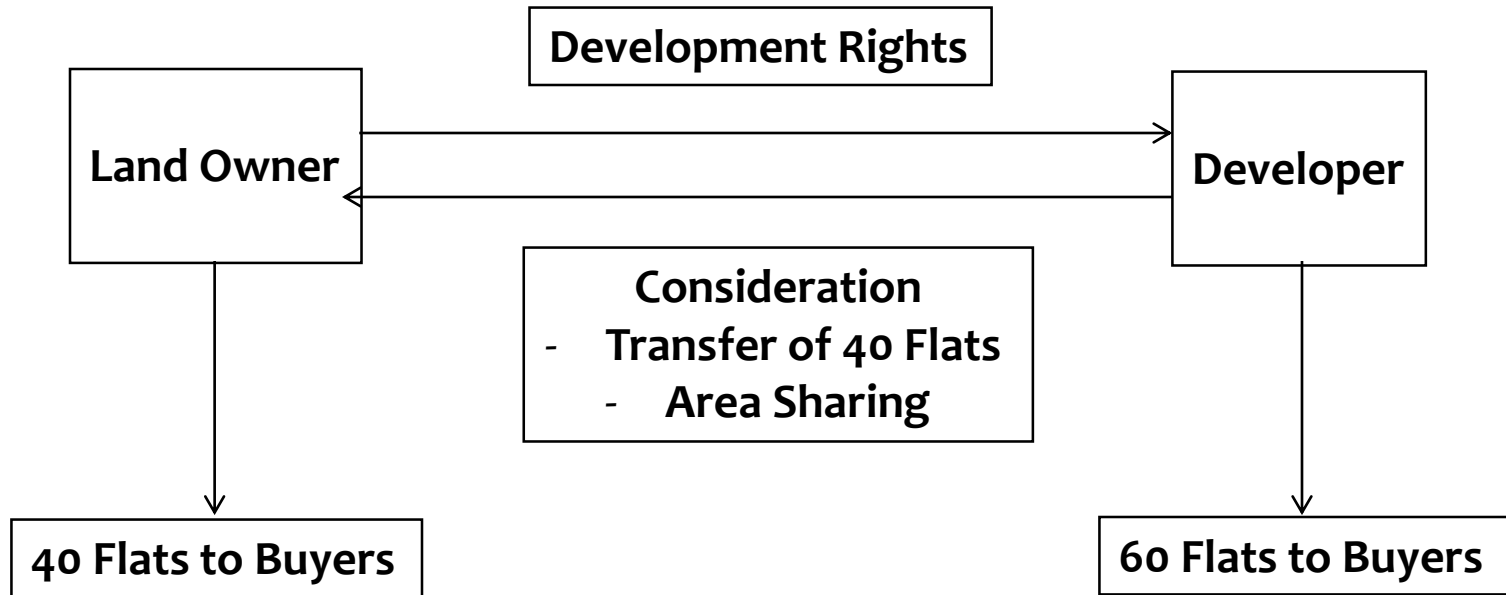 Development Rights
Land Owner
Developer
Consideration
- Transfer of 40 Flats
- Area Sharing
40 Flats to Buyers
60 Flats to Buyers